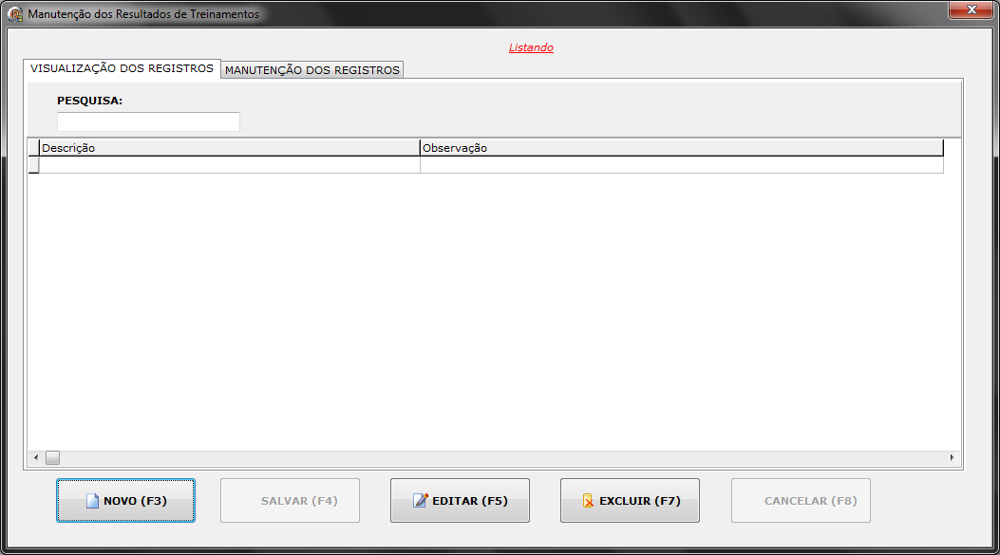 Manutenção dos Resultados de Treinamentos
Listando
VISUALIZAÇÃO DOS REGISTROS
MANUTENÇÃO DOS REGISTROS
PESQUISA:
Descrição
Observação
NOVO (F3)
SALVAR (F4)
EDITAR (F5)
EXCLUIR (F7)
CANCELAR (F8)